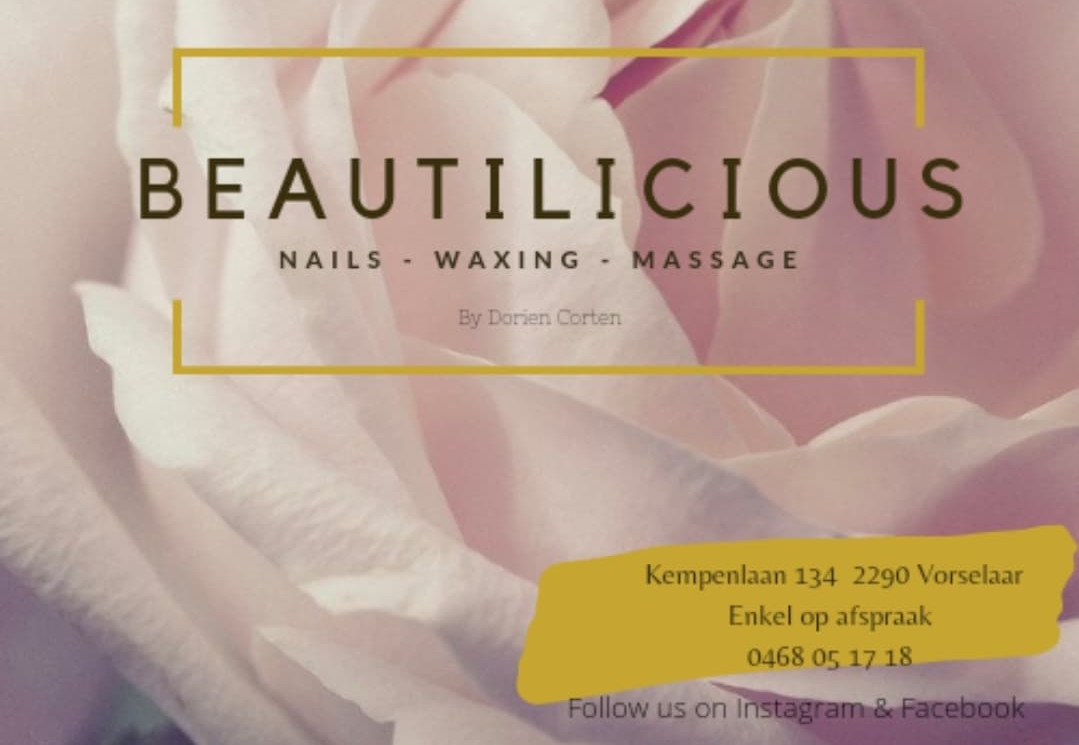 BEAUTILICIOUS
NAILS - WAXING - MASSAGE
By Dorien Corten
Kempenlaan 134 2290 Vorselaar
Enkel op afspraak
0468 05 17 18
Follow us on Instagram & Facebook